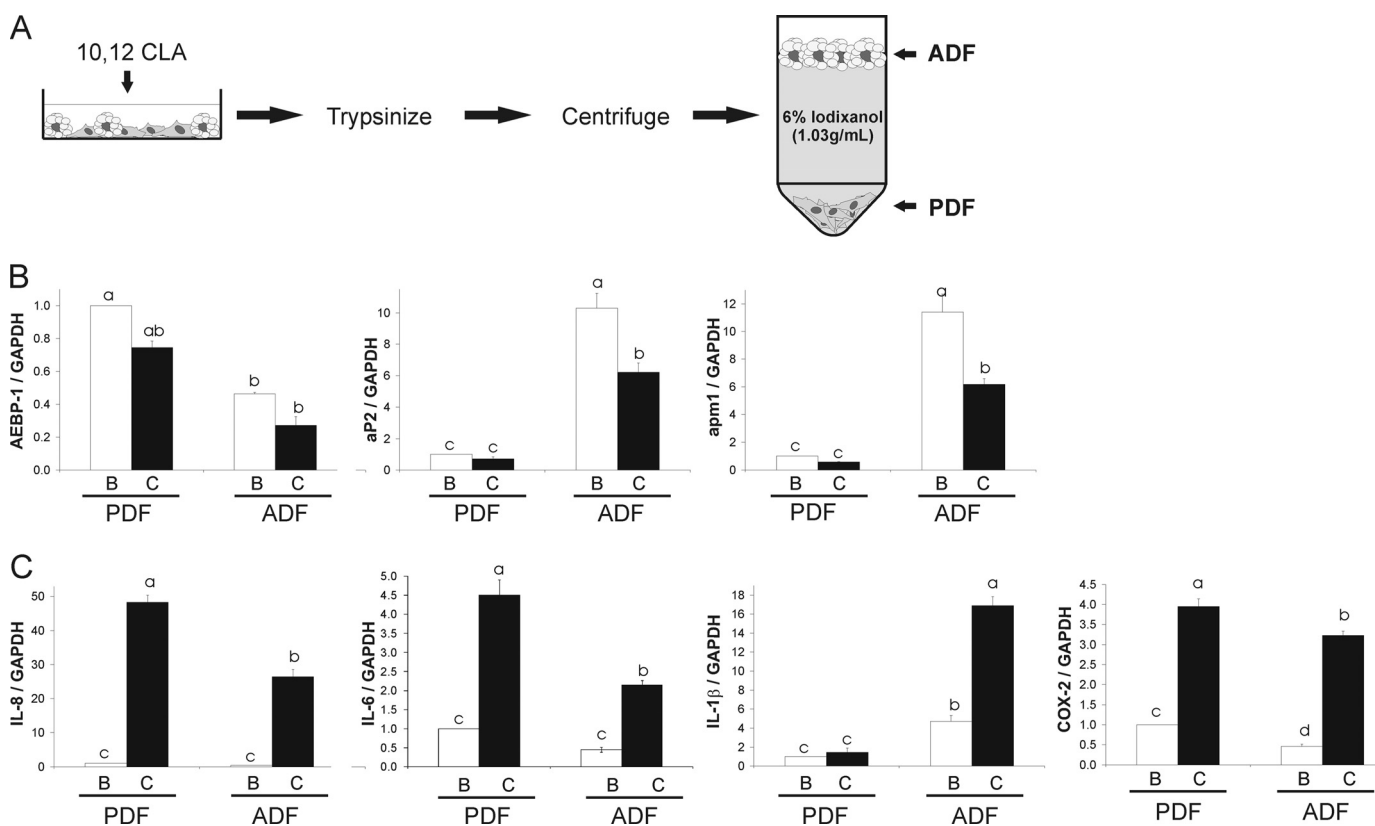 A
10,12 CLA
Trypsinize
Centrifuge
6% Iodixanol
(1.03g/mL)
ADF
PDF
B
AEBP-1 / GAPDH
1.0
0.8
0.6
0.4
0.2
0.0
a
ab
b
b
B C B C
PDF ADF
aP2 / GAPDH
10
8
6
4
2
0
c c
a
b
B C B C
PDF ADF
apm1 / GAPDH
12
10
8
6
4
2
0
c c
a
b
B C B C
PDF ADF
C
IL-8 / GAPDH
50
40
30
20
10
0
c
a
c
b
B C B C
PDF ADF
IL-6 / GAPDH
5.0
4.5
4.0
3.5
3.0
2.5
2.0
1.5
1.0
0.5
0.0
c
a
c
b
B C B C
PDF ADF
IL-1β / GAPDH
18
16
14
12
10
8
6
4
2
0
c c
b
a
B C B C
PDF ADF
COX-2 / GAPDH
4.5
4.0
3.5
3.0
2.5
2.0
1.5
1.0
0.5
0.0
c
a
d
b
B C B C
PDF ADF